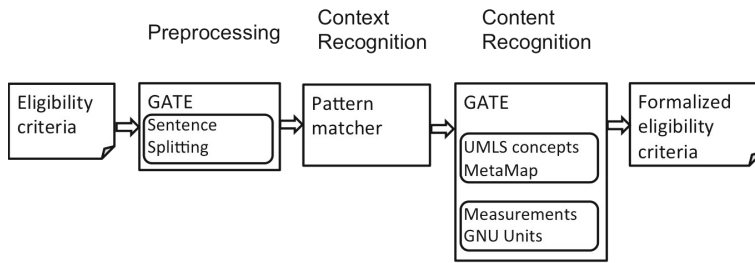 Preprocessing
Context
Recognition
Content
Recognition
Eligibility
criteria
GATE
Sentence
Splitting
Pattern
matcher
GATE
UMLS concepts
MetaMap
Measurements
GNU Units
Formalized
eligibility
criteria